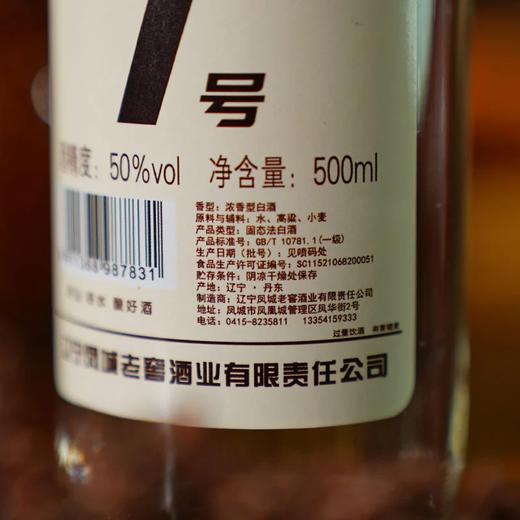 7号
酒精度：50%vol 净含量：500ml
香型：浓香型白酒
原料与辅料：水、高粱、小麦
产品类型：固态法白酒
产品标准号：GB/T 10781.1(一级)
生产日期（批号）：见喷码处
食品生产许可证编号：SC11521068200051
贮存条件：阴凉干燥处保存
产地：辽宁·丹东
制造商：辽宁凤城老窖酒业有限责任公司
地址：凤城市凤凰城管理区凤华街2号
电话：0415-8235811 13354159333
987831
水 量好酒
过量饮酒 有害健康
辽宁凤城老窖酒业有限责任公司